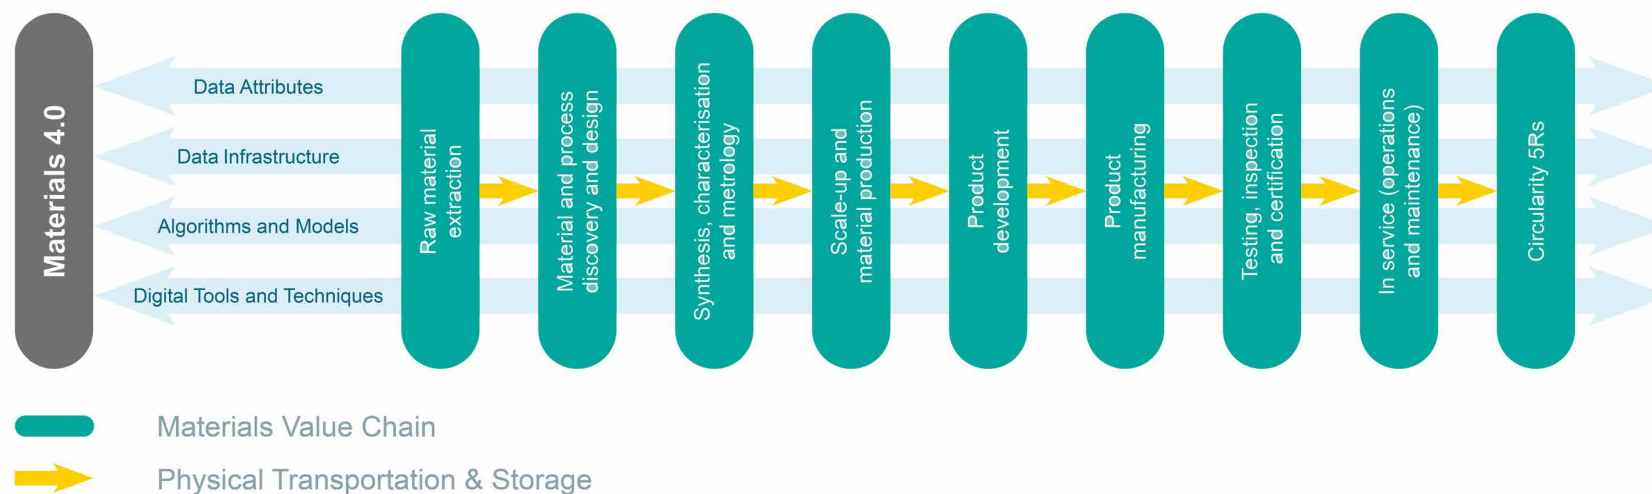 Materials 4.0
Data Attributes
Data Infrastructure
Algorithms and Models
Digital Tools and Techniques
Raw material
extraction
Material and process
discovery and design
Synthesis, characterisation
and metrology
Scale-up and
material production
Product
development
Product
manufacturing
Testing, inspection
and certification
In service (operations
and maintenance)
Circularity 5Rs
Materials Value Chain
Physical Transportation & Storage